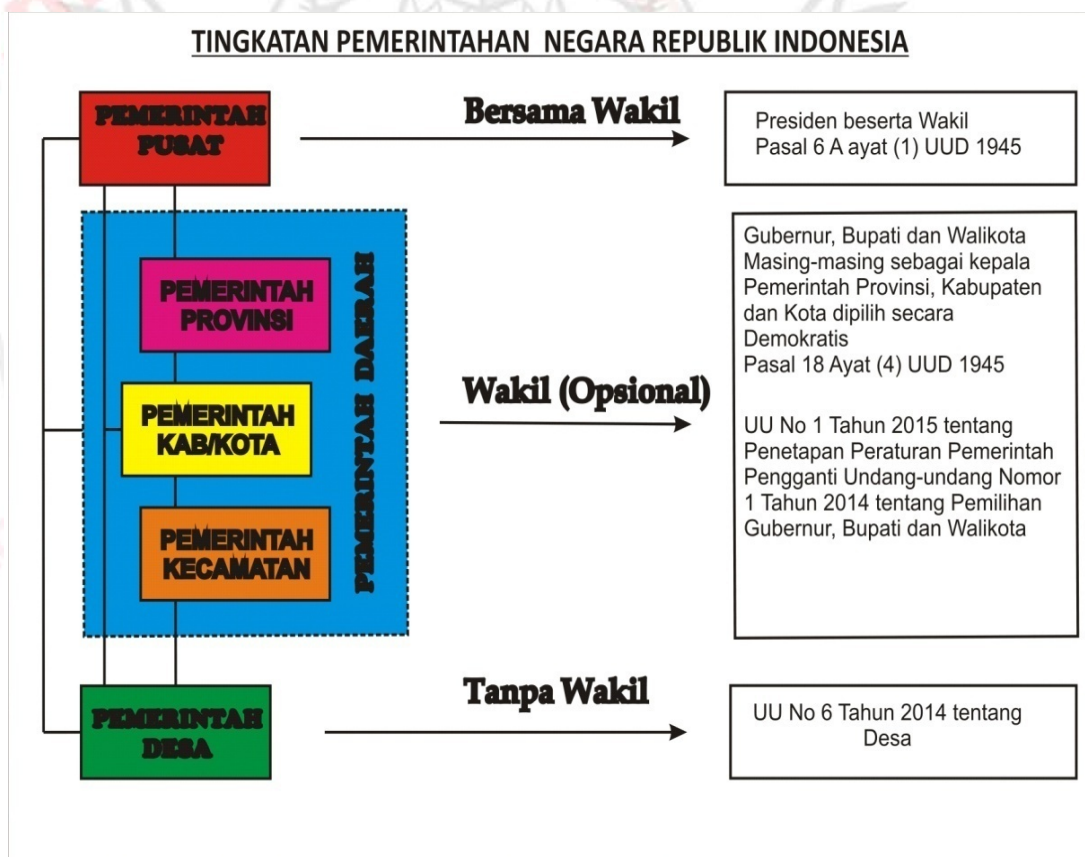 TINGKATAN PEMERINTAHAN NEGARA REPUBLIK INDONESIA
PEMERINTAH
PUSAT
Bersama Wakil
Presiden beserta Wakil
Pasal 6 A ayat (1) UUD 1945
PEMERINTAH
PROVINSI
PEMERINTAH
KAB/KOTA
PEMERINTAH
KECAMATAN
PEMERINTAH DAERAH
Wakil (Opsional)
Gubernur, Bupati dan Walikota
Masing-masing sebagai kepala
Pemerintah Provinsi, Kabupaten
dan Kota dipilih secara
Demokratis
Pasal 18 Ayat (4) UUD 1945
UU No 1 Tahun 2015 tentang
Penetapan Peraturan Pemerintah
Pengganti Undang-undang Nomor
1 Tahun 2014 tentang Pemilihan
Gubernur, Bupati dan Walikota
PEMERINTAH
DESA
Tanpa Wakil
UU No 6 Tahun 2014 tentang
Desa